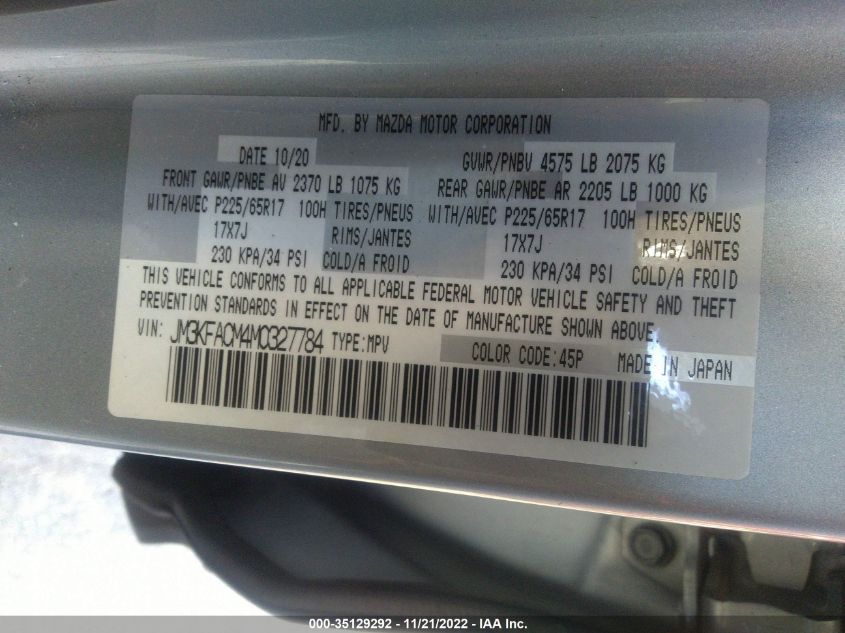 MFD. BY MAZDA MOTOR CORPORATION
DATE 10/20 GVWR/PNBV 4575 LB 2075 KG
FRONT GAWR/PNBE AV 2370 LB 1075 KG REAR GAWR/PNBE AR 2205 LB 1000 KG
WITH/AVEC P225/65R17 100H TIRES/PNEUS WITH/AVEC P225/65R17 100H TIRES/PNEUS
17X7J RIMS/JANTES 17X7J RIMS/JANTES
230 KPA/34 PSI COLD/A FROID 230 KPA/34 PSI COLD/A FROID
THIS VEHICLE CONFORMS TO ALL APPLICABLE FEDERAL MOTOR VEHICLE SAFETY AND THEFT
PREVENTION STANDARDS IN EFFECT ON THE DATE OF MANUFACTURE SHOWN ABOVE.
VIN: JM3KFACM4M0327784 TYPE:MPV COLOR CODE:45P MADE IN JAPAN
000-35129292 - 11/21/2022 - IAA Inc.